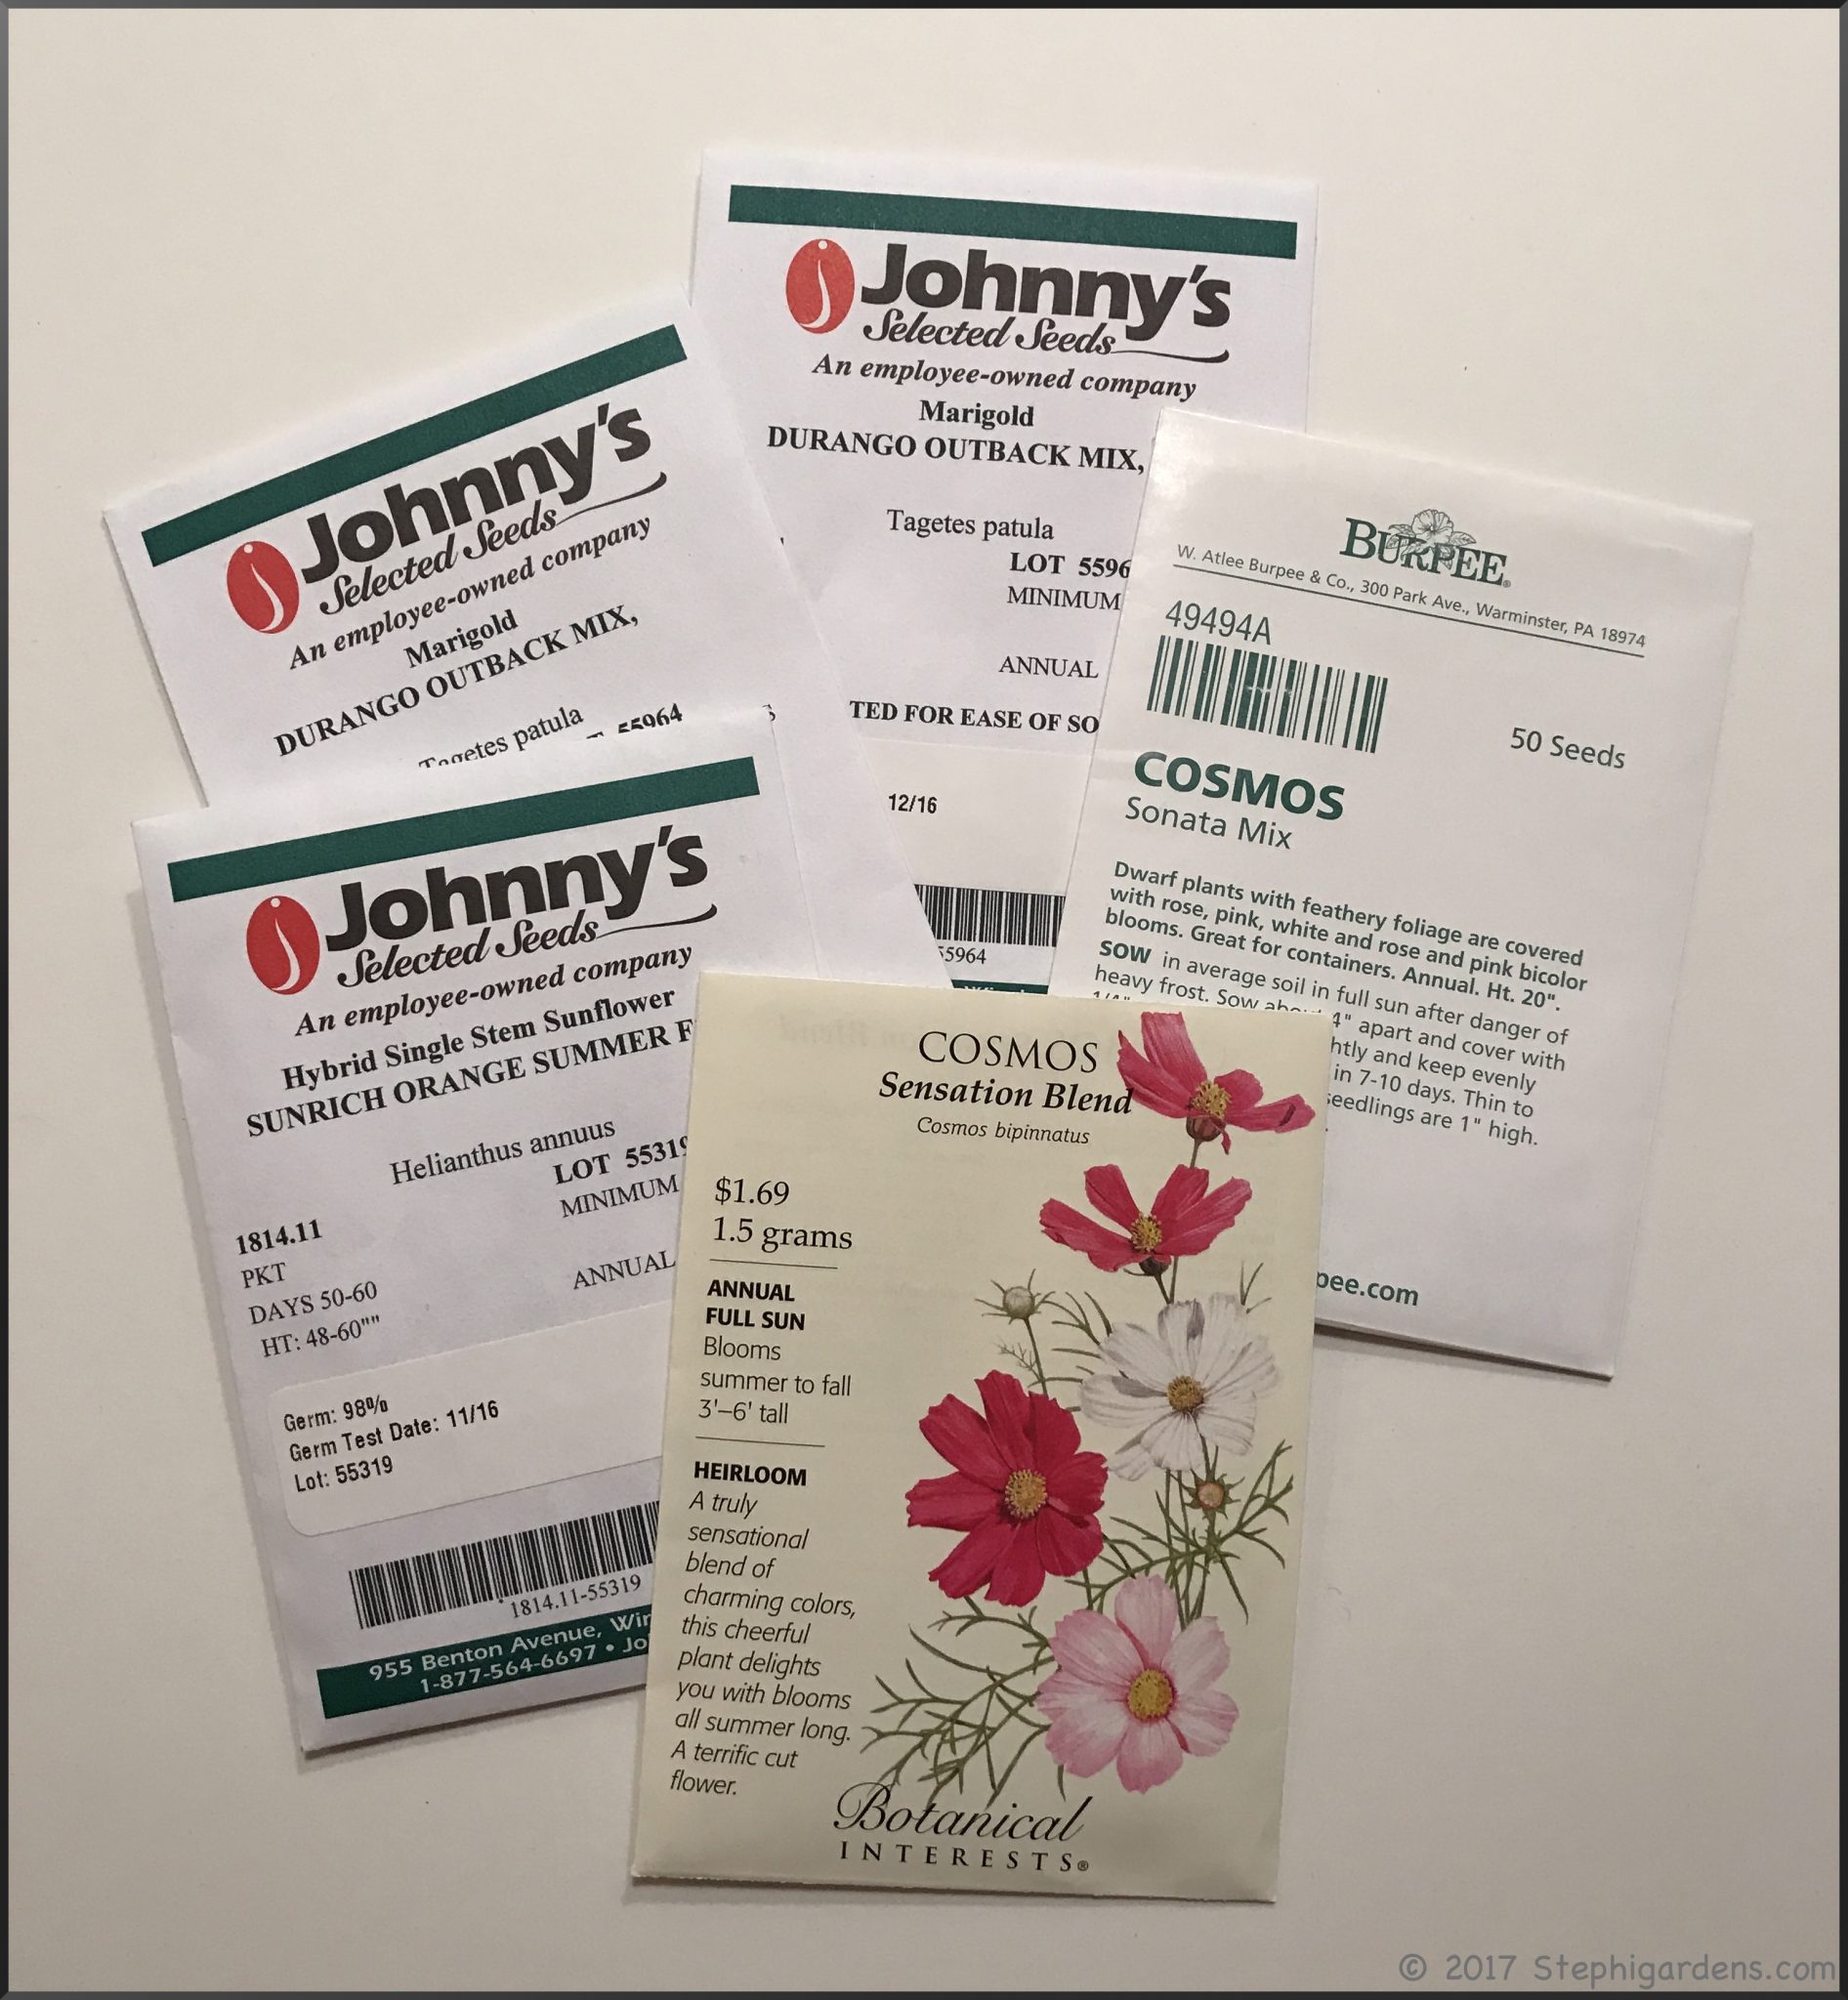 Johnny's
Selected Seeds
An employee-owned company
Marigold
DURANGO OUTBACK MIX,
Tagetes patula
LOT 5596
MINIMUM
ANNUAL
TED FOR EASE OF SO
12/16
55964
Johnny's
Selected Seeds
An employee-owned company
Marigold
DURANGO OUTBACK MIX,
Tagetes patula
55964
BURPEE®
W. Atlee Burpee & Co., 300 Park Ave., Warminster, PA 18974
49494A
50 Seeds
COSMOS
Sonata Mix
Dwarf plants with feathery foliage are covered
with rose, pink, white and rose and pink bicolor
blooms. Great for containers. Annual. Ht. 20".
SOW in average soil in full sun after danger of
heavy frost. Sow 4" apart and cover with
1/4" htly and keep evenly
in 7-10 days. Thin to
seedlings are 1" high.
pee.com
Johnny's
Selected Seeds
An employee-owned company
Hybrid Single Stem Sunflower
SUNRICH ORANGE SUMMER F
Helianthus annuus
LOT 55319
MINIMUM
1814.11
PKT
ANNUAL
DAYS 50-60
HT: 48-60""
Germ: 98%
Germ Test Date: 11/16
Lot: 55319
1814.11-55319
955 Benton Avenue, Win
1-877-564-6697 • Jo
COSMOS
Sensation Blend
Cosmos bipinnatus
$1.69
1.5 grams
ANNUAL
FULL SUN
Blooms
summer to fall
3'–6' tall
HEIRLOOM
A truly
sensational
blend of
charming colors,
this cheerful
plant delights
you with blooms
all summer long.
A terrific cut
flower.
Botanical
INTERESTS®
© 2017 Stephigardens.com